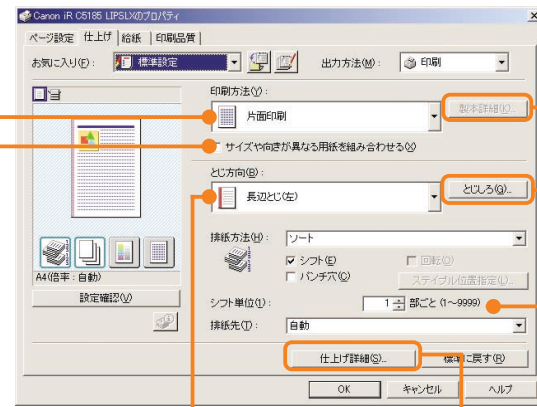 Canon iR C5185 LIPSLXのプロパティ
ページ設定 仕上げ 給紙 印刷品質
お気に入り(F): 標準設定 出力方法(M): 印刷
印刷方法(Y):
片面印刷 製本詳細(K)...
サイズや向きが異なる用紙を組み合わせる(X)
とじ方向(B):
長辺とじ(左) とじしろ(G)...
排紙方法(H): ソート
シフト(E) 回転(O)
パンチ穴(C) ステイプル位置指定(L)...
A4(倍率:自動)
設定確認(V)
シフト単位(1): 1 部ごと (1~9999)
排紙先(T): 自動
仕上げ詳細(S)... 標準に戻す(R)
OK キャンセル ヘルプ